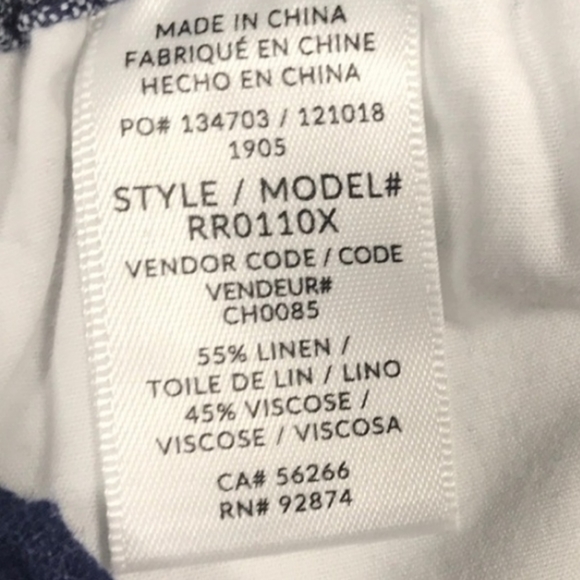 MADE IN CHINA
FABRIQUÉ EN CHINE
HECHO EN CHINA
PO# 134703 / 121018
1905
STYLE / MODEL#
RR0110X
VENDOR CODE / CODE
VENDEUR#
CH0085
55% LINEN /
TOILE DE LIN / LINO
45% VISCOSE /
VISCOSE / VISCOSA
CA# 56266
RN# 92874